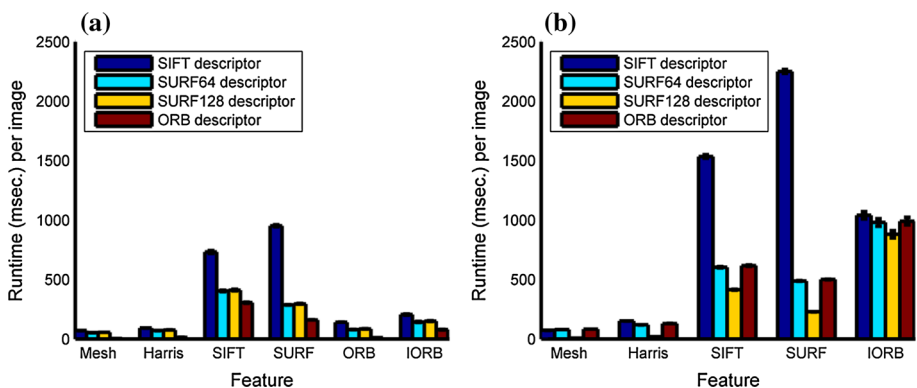 (a)
2500
2000
1500
1000
500
0
Runtime (msec.) per image
SIFT descriptor
SURF64 descriptor
SURF128 descriptor
ORB descriptor
Mesh Harris SIFT SURF ORB IORB
Feature
(b)
2500
2000
1500
1000
500
0
Runtime (msec.) per image
SIFT descriptor
SURF64 descriptor
SURF128 descriptor
ORB descriptor
Mesh Harris SIFT SURF IORB
Feature